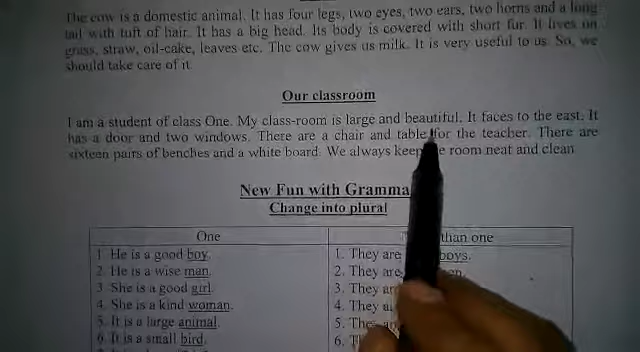 The cow is a domestic animal. It has four legs, two eyes, two ears, two horns and a long
tail with tuft of hair. It has a big head. Its body is covered with short fur. It lives on
grass, straw, oil-cake, leaves etc. The cow gives us milk. It is very useful to us. So, we
should take care of it.
Our classroom
I am a student of class One. My class-room is large and beautiful. It faces to the east. It
has a door and two windows. There are a chair and table for the teacher. There are
sixteen pairs of benches and a white board. We always keep room neat and clean
New Fun with
Change into plural
One than one
1. He is a good boy. 1. They are boys.
2. He is a wise man. 2. They are
3. She is a good girl. 3. They
4. She is a kind woman. 4. They
5. It is a large animal. 5.
6. It is a small bird. 6.